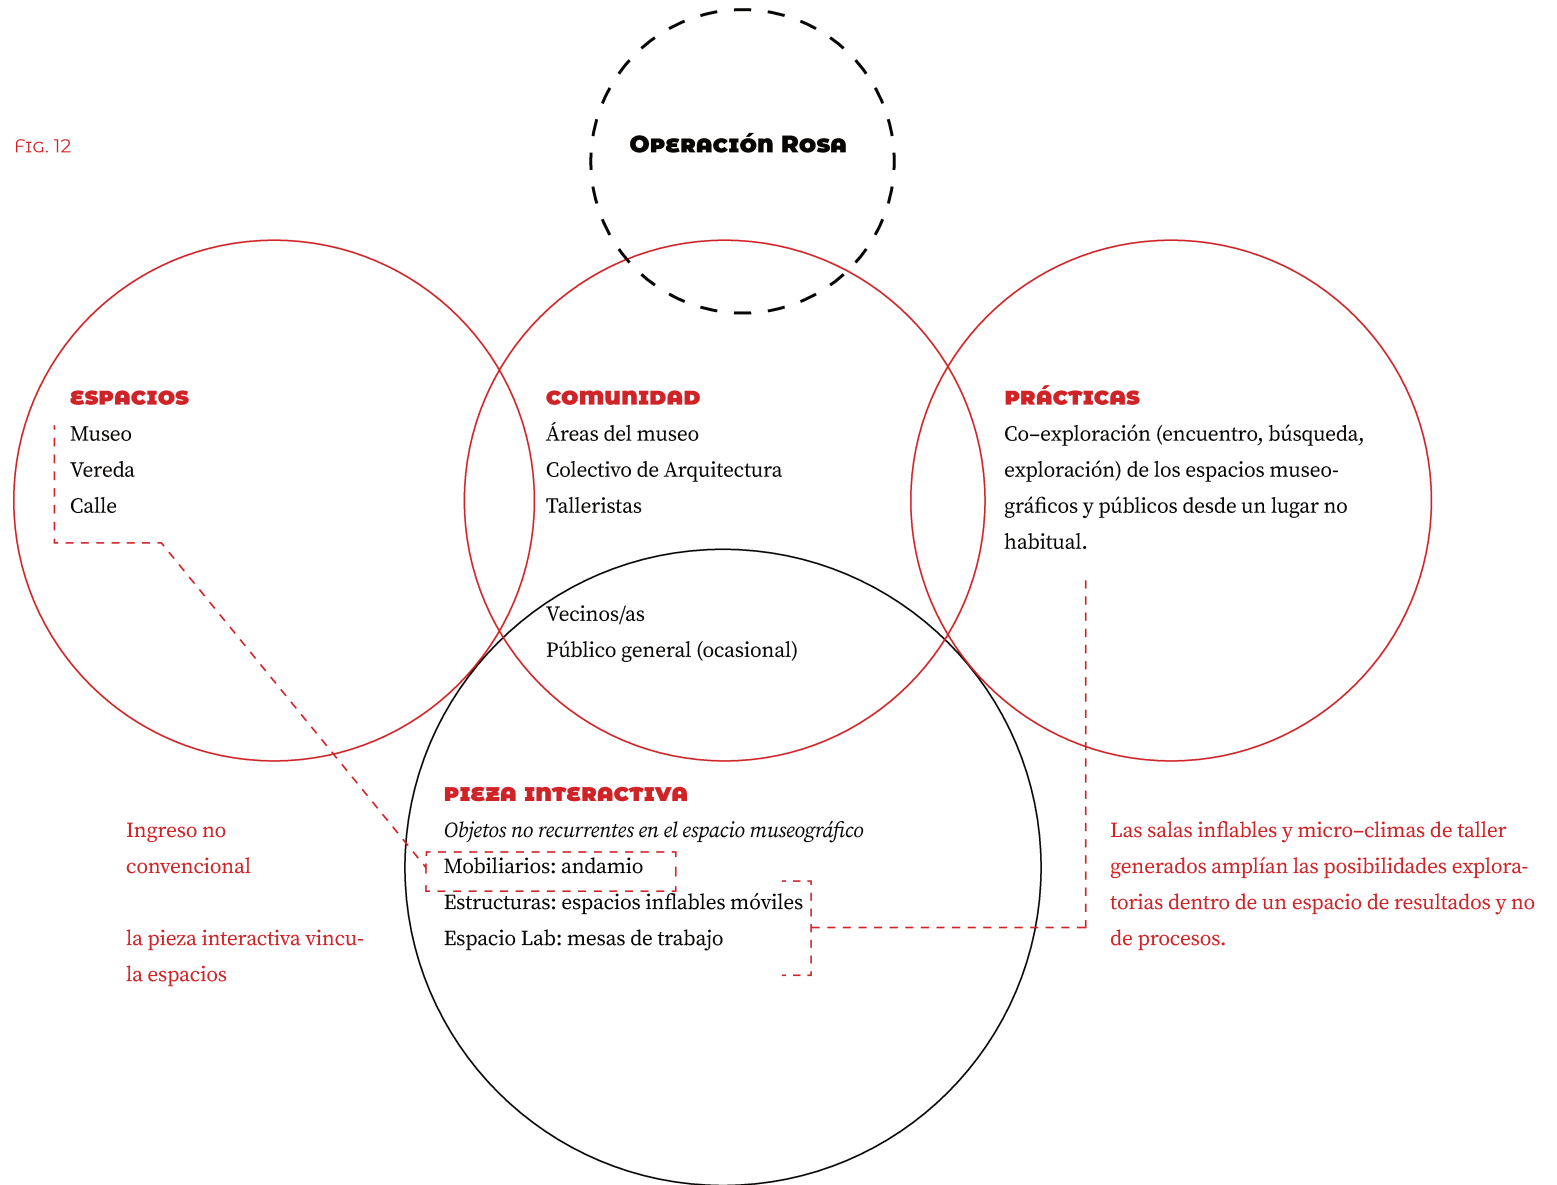 Fig. 12
Operación Rosa
ESPACIOS
Museo
Vereda
Calle
COMUNIDAD
Áreas del museo
Colectivo de Arquitectura
Talleristas
Vecinos/as
Público general (ocasional)
PRÁCTICAS
Co–exploración (encuentro, búsqueda,
exploración) de los espacios museo-
gráficos y públicos desde un lugar no
habitual.
PIEZA INTERACTIVA
Objetos no recurrentes en el espacio museográfico
Mobiliarios: andamio
Estructuras: espacios inflables móviles
Espacio Lab: mesas de trabajo
Ingreso no
convencional
la pieza interactiva vincu-
la espacios
Las salas inflables y micro–climas de taller
generados amplían las posibilidades explora-
torias dentro de un espacio de resultados y no
de procesos.